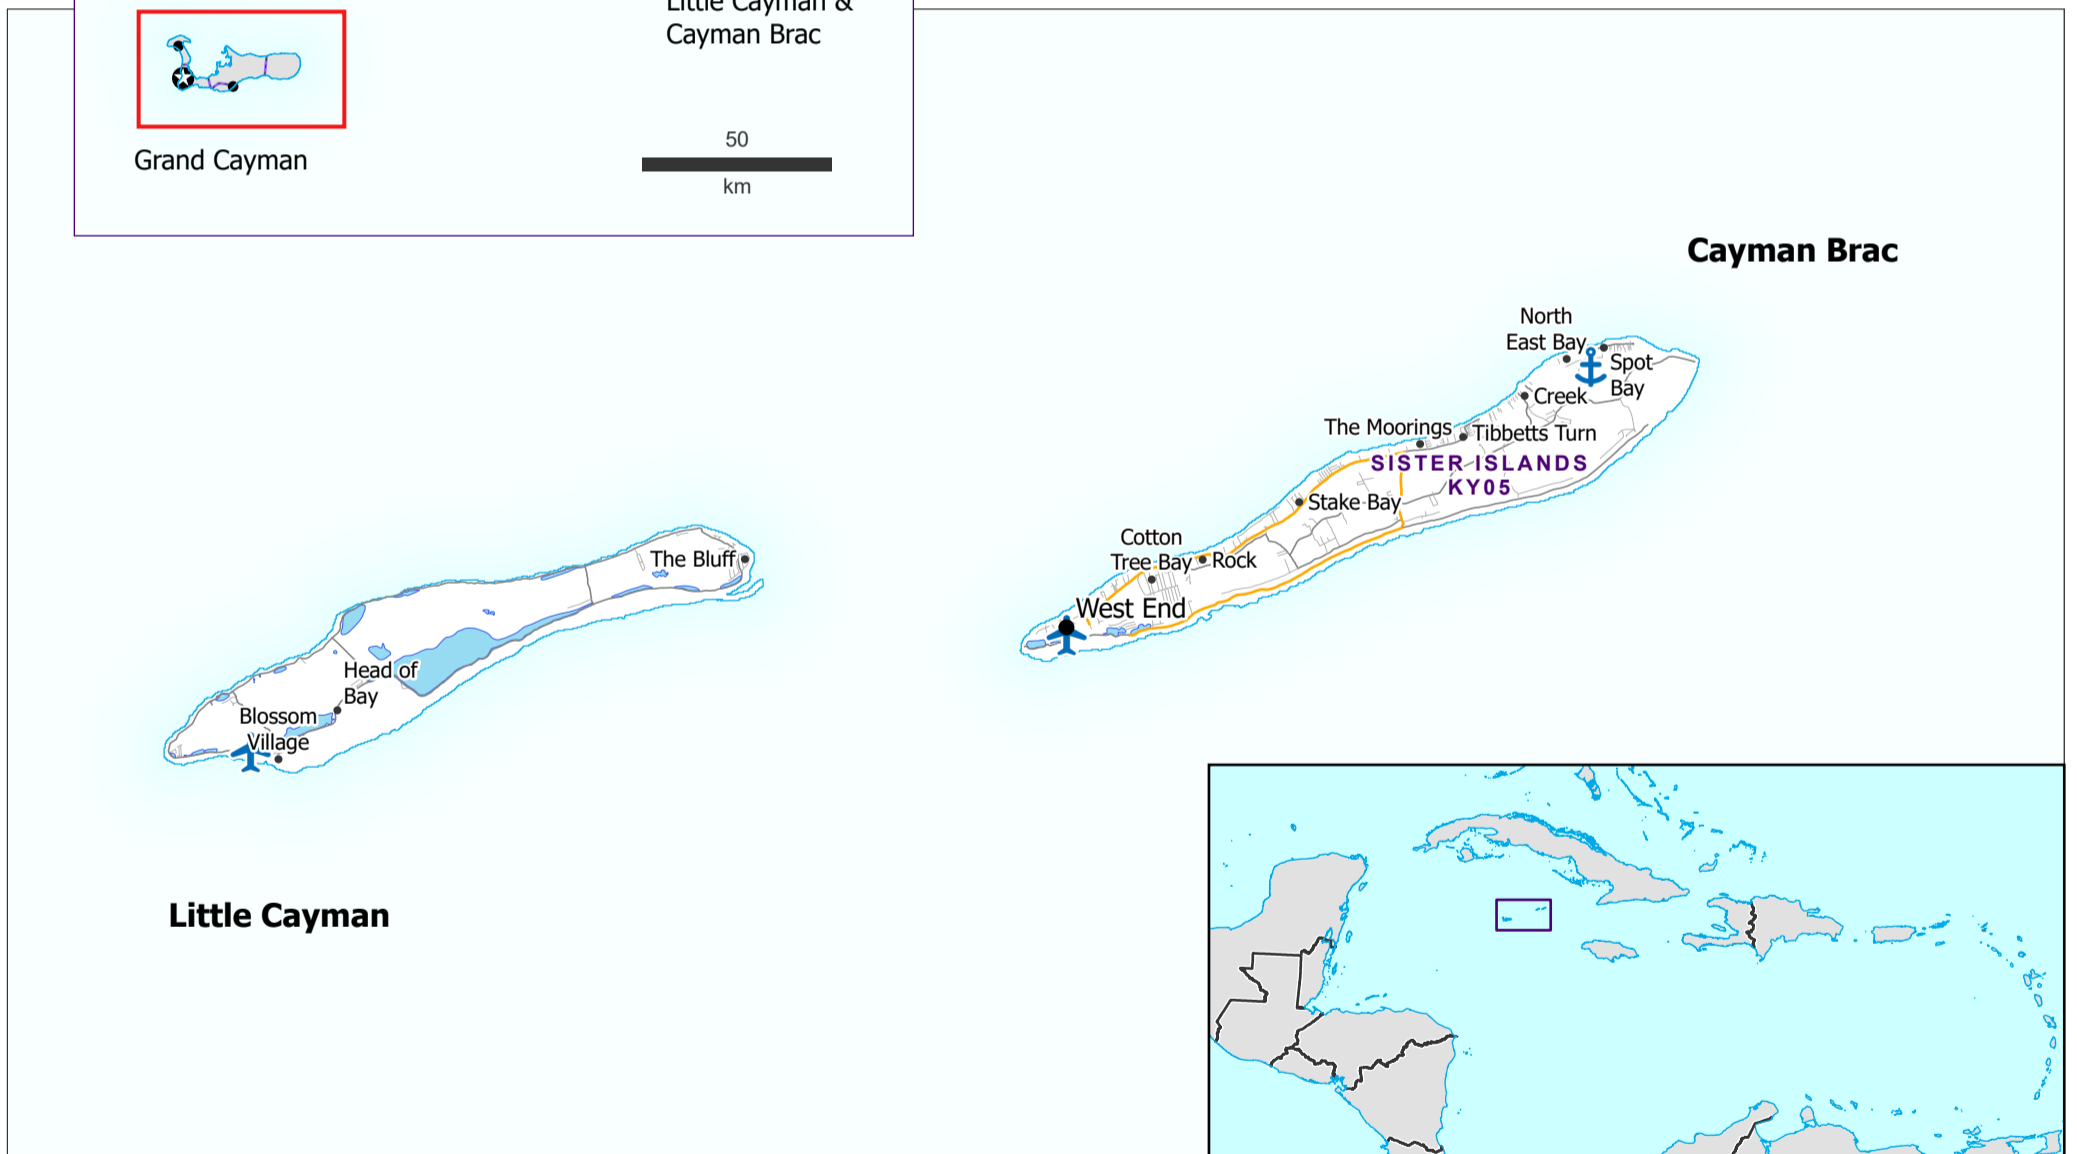 Little Cayman &
Cayman Brac
Grand Cayman
50
km
Cayman Brac
North
East Bay
Spot
Bay
Creek
The Moorings
Tibbetts Turn
SISTER ISLANDS
KY05
Stake Bay
Cotton
Tree Bay
Rock
West End
The Bluff
Head of
Bay
Blossom
Village
Little Cayman